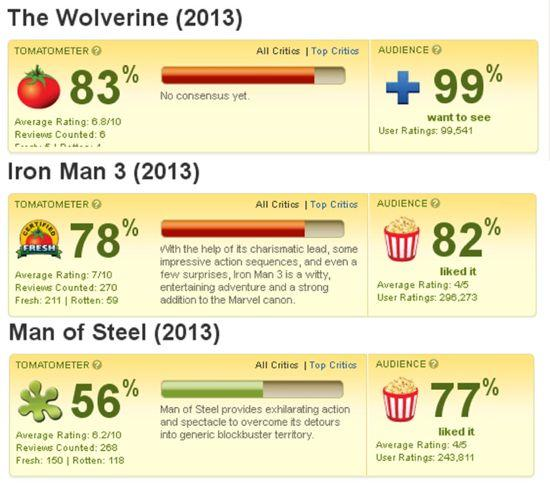 The Wolverine (2013)
TOMATOMETER ?
83%
Average Rating: 6.8/10
Reviews Counted: 6
Fresh: 5 | Rotten: 1
All Critics | Top Critics
No consensus yet.
AUDIENCE ?
99%
want to see
User Ratings: 99,541
Iron Man 3 (2013)
TOMATOMETER ?
CERTIFIED
FRESH
78%
Average Rating: 7/10
Reviews Counted: 270
Fresh: 211 | Rotten: 59
All Critics | Top Critics
With the help of its charismatic lead, some
impressive action sequences, and even a
few surprises, Iron Man 3 is a witty,
entertaining adventure and a strong
addition to the Marvel canon.
AUDIENCE ?
82%
liked it
Average Rating: 4/5
User Ratings: 296,273
Man of Steel (2013)
TOMATOMETER ?
56%
Average Rating: 6.2/10
Reviews Counted: 268
Fresh: 150 | Rotten: 118
All Critics | Top Critics
Man of Steel provides exhilarating action
and spectacle to overcome its detours
into generic blockbuster territory.
AUDIENCE ?
77%
liked it
Average Rating: 4/5
User Ratings: 243,811